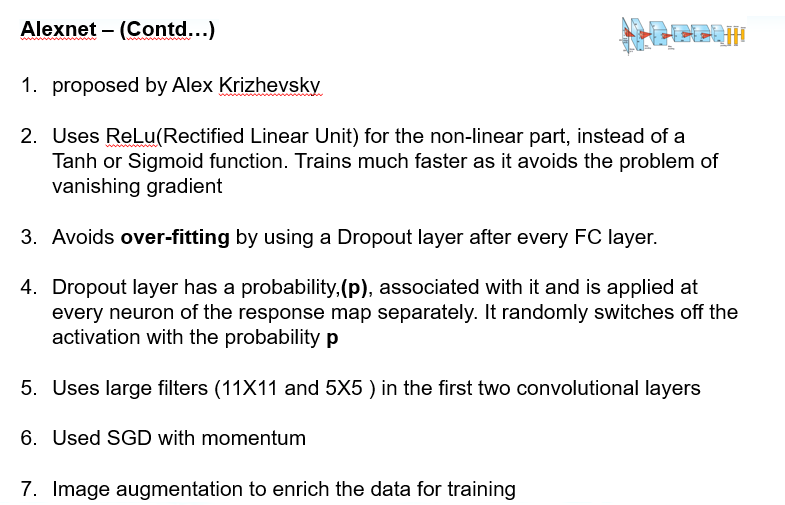 Alexnet – (Contd...)
1. proposed by Alex Krizhevsky
2. Uses ReLu(Rectified Linear Unit) for the non-linear part, instead of a
Tanh or Sigmoid function. Trains much faster as it avoids the problem of
vanishing gradient
3. Avoids over-fitting by using a Dropout layer after every FC layer.
4. Dropout layer has a probability,(p), associated with it and is applied at
every neuron of the response map separately. It randomly switches off the
activation with the probability p
5. Uses large filters (11X11 and 5X5 ) in the first two convolutional layers
6. Used SGD with momentum
7. Image augmentation to enrich the data for training